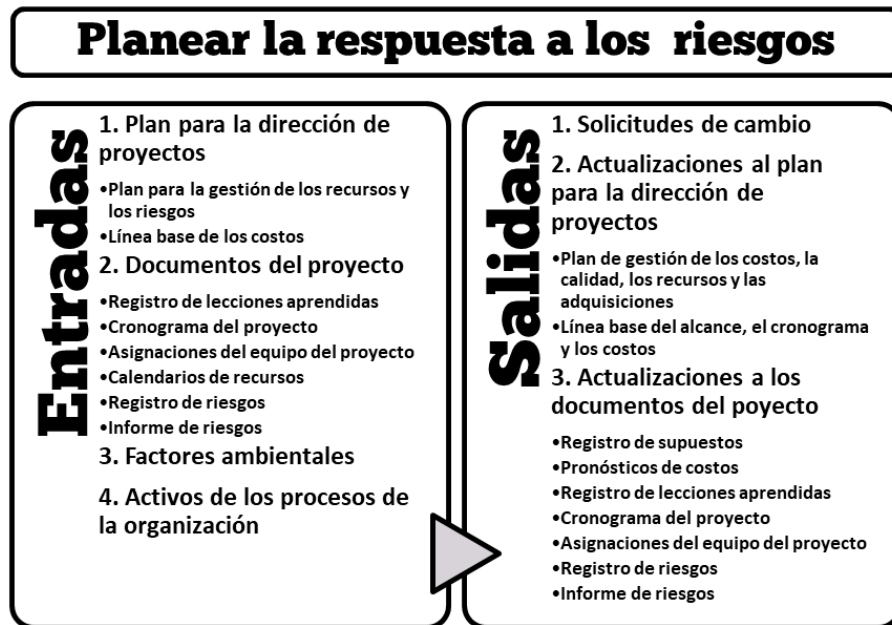 Planear la respuesta a los riesgos
Entradas
1. Plan para la dirección de
proyectos
•Plan para la gestión de los recursos y
los riesgos
•Línea base de los costos
2. Documentos del proyecto
•Registro de lecciones aprendidas
•Cronograma del proyecto
•Asignaciones del equipo del proyecto
•Calendarios de recursos
•Registro de riesgos
•Informe de riesgos
3. Factores ambientales
4. Activos de los procesos de
la organización
Salidas
1. Solicitudes de cambio
2. Actualizaciones al plan
para la dirección de
proyectos
•Plan de gestión de los costos, la
calidad, los recursos y las
adquisiciones
•Línea base del alcance, el cronograma
y los costos
3. Actualizaciones a los
documentos del poyecto
•Registro de supuestos
•Pronósticos de costos
•Registro de lecciones aprendidas
•Cronograma del proyecto
•Asignaciones del equipo del proyecto
•Registro de riesgos
•Informe de riesgos